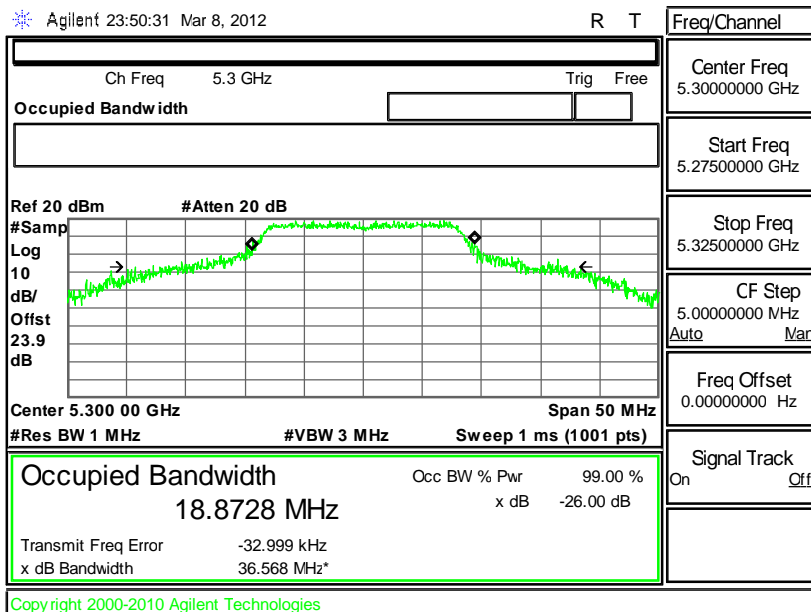 Agilent 23:50:31 Mar 8, 2012 R T
Freq/Channel
Ch Freq 5.3 GHz Trig Free
Occupied Bandwidth
Center Freq
5.30000000 GHz
Start Freq
5.27500000 GHz
Stop Freq
5.32500000 GHz
CF Step
5.00000000 MHz
Auto Man
Freq Offset
0.00000000 Hz
Signal Track
On Off
Ref 20 dBm #Atten 20 dB
#Samp
Log
10
dB/
Offst
23.9
dB
Center 5.300 00 GHz Span 50 MHz
#Res BW 1 MHz #VBW 3 MHz Sweep 1 ms (1001 pts)
Occupied Bandwidth
18.8728 MHz
Occ BW % Pwr 99.00 %
x dB -26.00 dB
Transmit Freq Error -32.999 kHz
x dB Bandwidth 36.568 MHz*
Copyright 2000-2010 Agilent Technologies